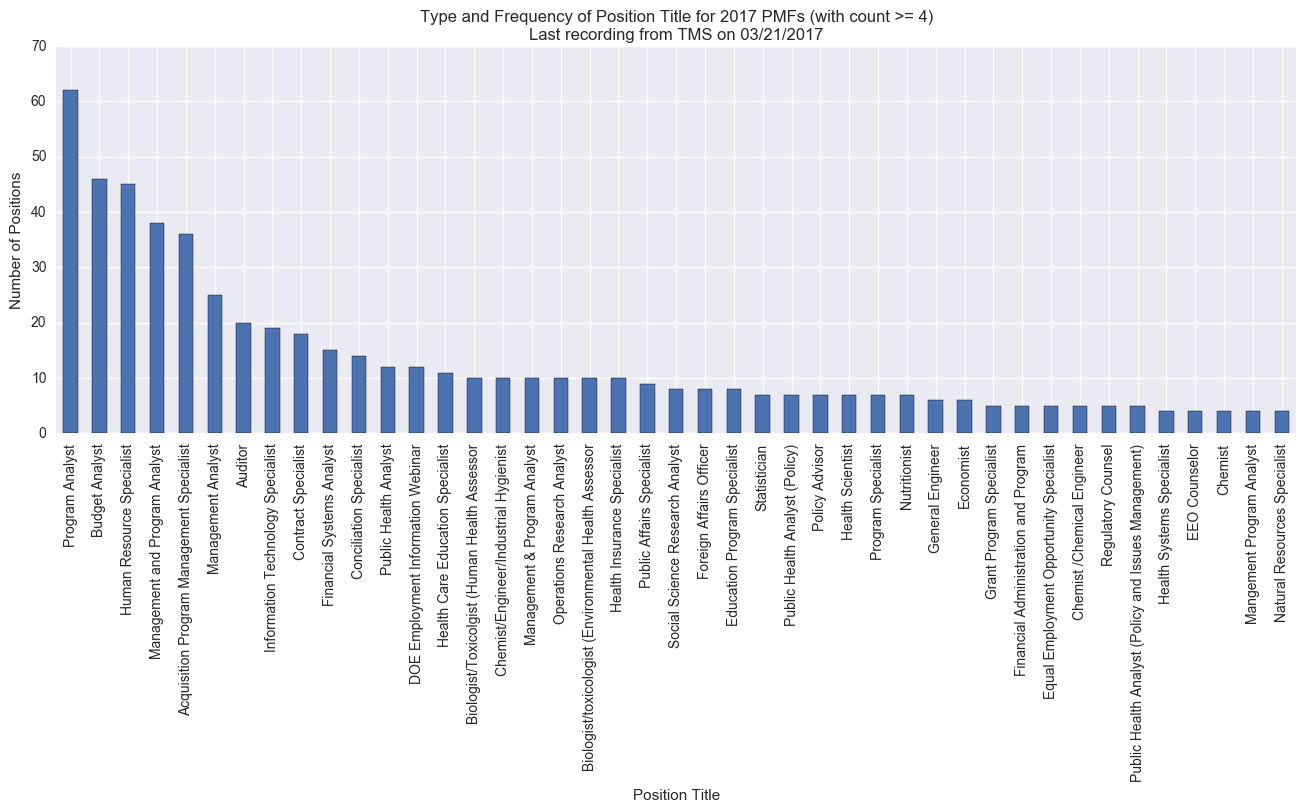 Type and Frequency of Position Title for 2017 PMFs (with count >= 4)
Last recording from TMS on 03/21/2017
Number of Positions
70
60
50
40
30
20
10
0
Program Analyst
Budget Analyst
Human Resource Specialist
Management and Program Analyst
Acquisition Program Management Specialist
Management Analyst
Auditor
Information Technology Specialist
Contract Specialist
Financial Systems Analyst
Conciliation Specialist
Public Health Analyst
DOE Employment Information Webinar
Health Care Education Specialist
Biologist/Toxicolgist (Human Health Assessor
Chemist/Engineer/Industrial Hygienist
Management & Program Analyst
Operations Research Analyst
Biologist/toxicologist (Environmental Health Assessor
Health Insurance Specialist
Public Affairs Specialist
Social Science Research Analyst
Foreign Affairs Officer
Education Program Specialist
Statistician
Public Health Analyst (Policy)
Policy Advisor
Health Scientist
Program Specialist
Nutritionist
General Engineer
Economist
Grant Program Specialist
Financial Administration and Program
Equal Employment Opportunity Specialist
Chemist /Chemical Engineer
Regulatory Counsel
Public Health Analyst (Policy and Issues Management)
Health Systems Specialist
EEO Counselor
Chemist
Mangement Program Analyst
Natural Resources Specialist
Position Title